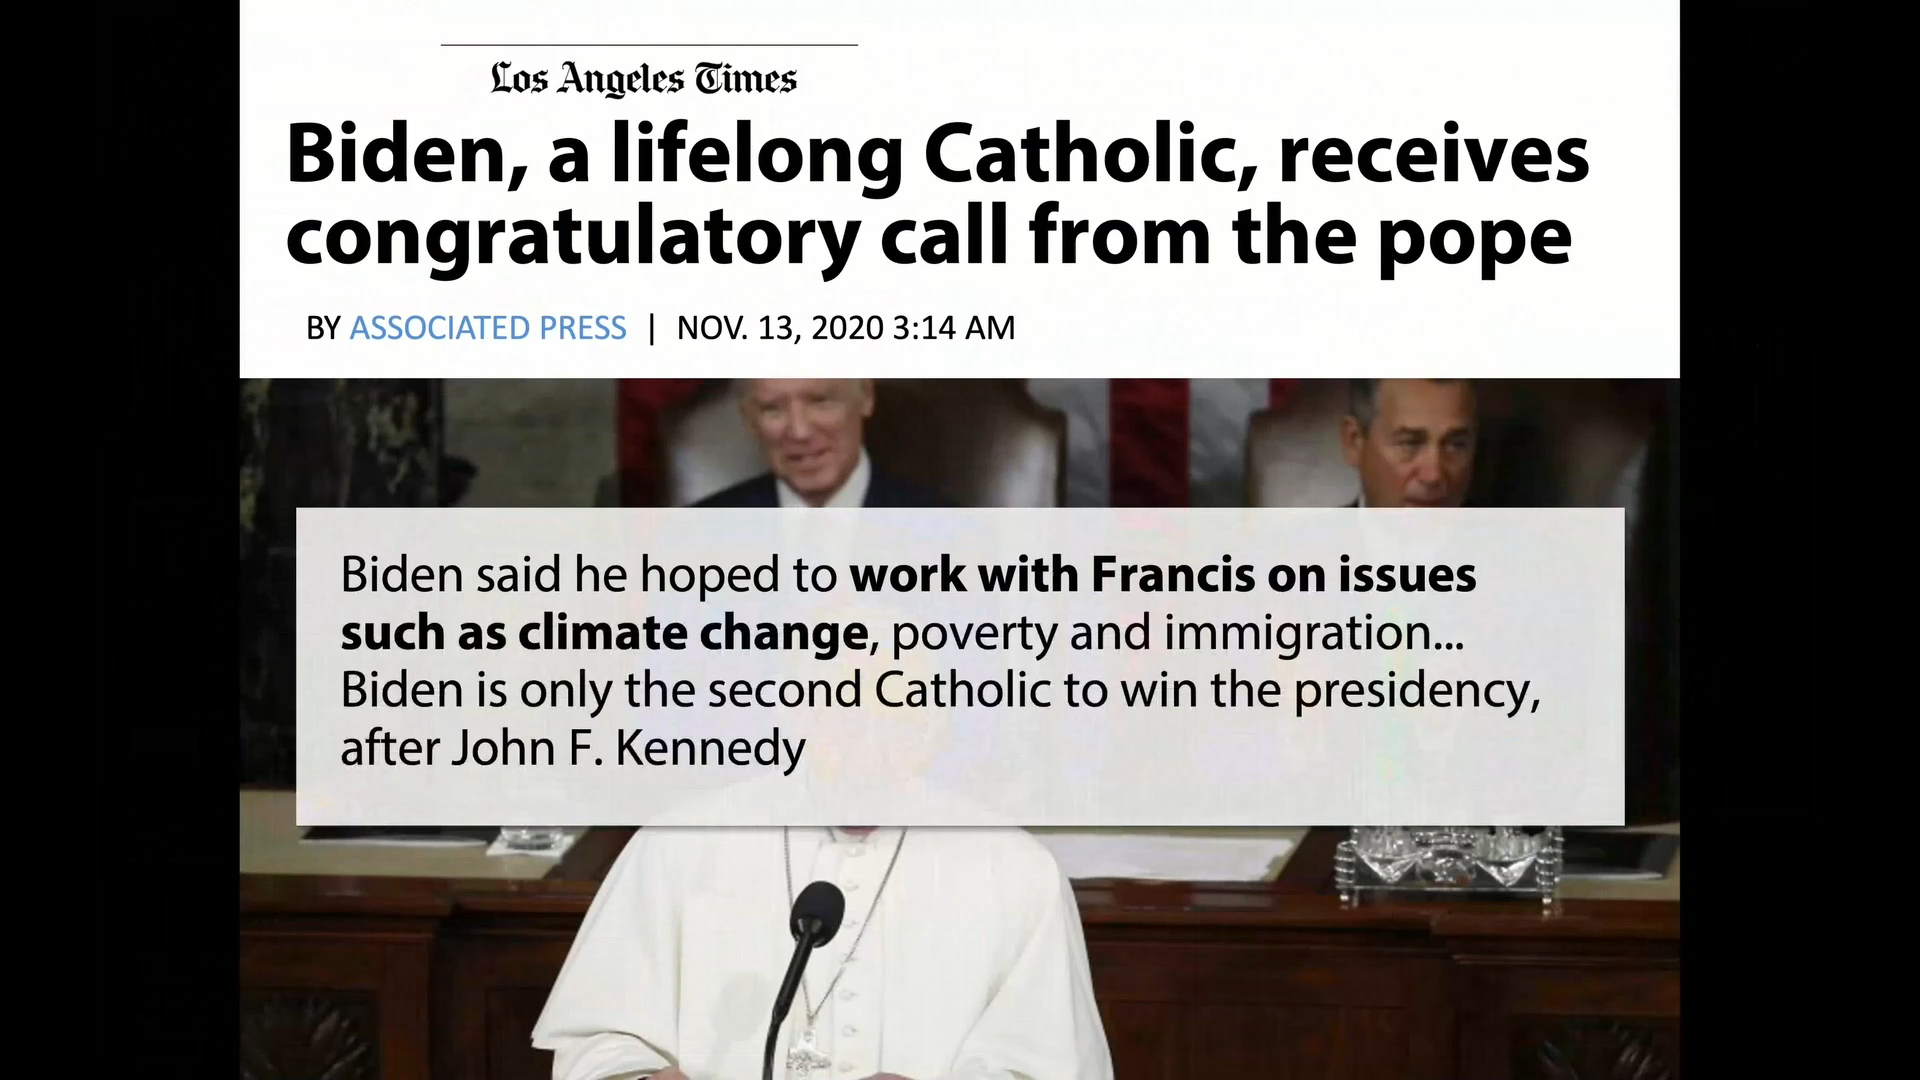 Los Angeles Times
Biden, a lifelong Catholic, receives
congratulatory call from the pope
BY ASSOCIATED PRESS | NOV. 13, 2020 3:14 AM
Biden said he hoped to work with Francis on issues
such as climate change, poverty and immigration...
Biden is only the second Catholic to win the presidency,
after John F. Kennedy